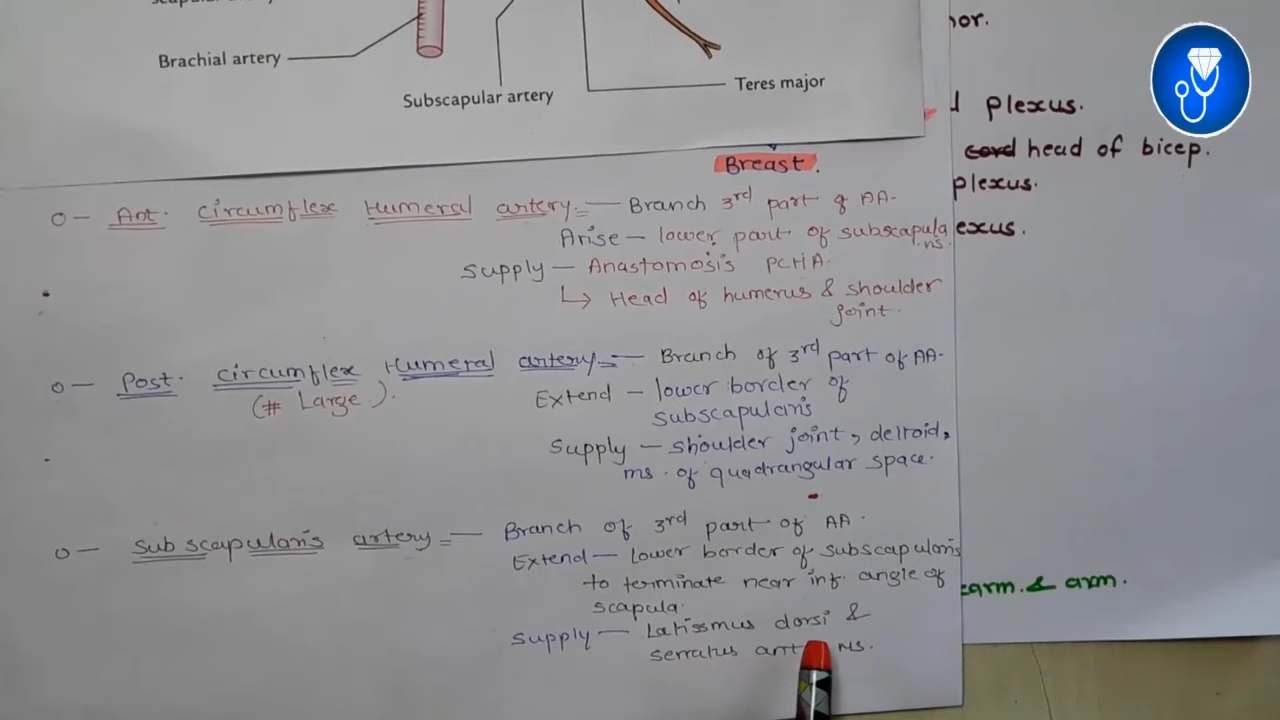 Brachial artery
Subscapular artery
Teres major
Breast.
O- Ant. circumflex Humeral artery - Branch 3rd part of AA-
Arise - lower part of subscapula ns.
Supply - Anastomosis PCHA.
↳ Head of humerus & shoulder joint.
O- Post. circumflex Humeral artery - Branch of 3rd part of AA-
(# Large).
Extend - lower border of
subscapularis
Supply - shoulder joint, deltoid,
ms. of quadrangular space.
O- Subscapularis artery - Branch of 3rd part of AA.
Extend - Lower border of subscapularis
to terminate near inf. angle of
scapula.
Supply - Latissmus dorsi &
serratus ant ms.
plexus.
cord head of bicep.
plexus.
exus.
earm. & arm.